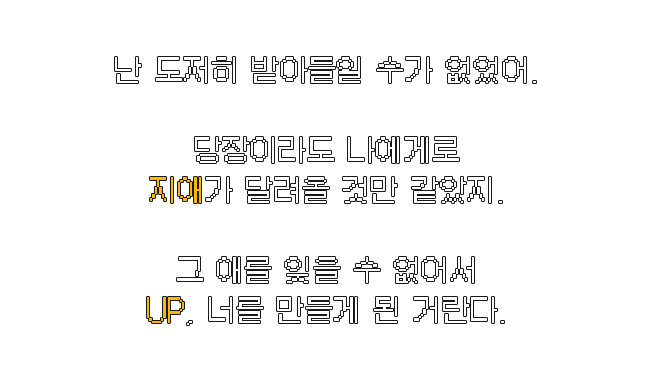 난 도저히 받아들일 수가 없었어.
당장이라도 나에게로
지애가 달려올 것만 같았지.
그 애를 잊을 수 없어서
UP, 너를 만들게 된 거란다.